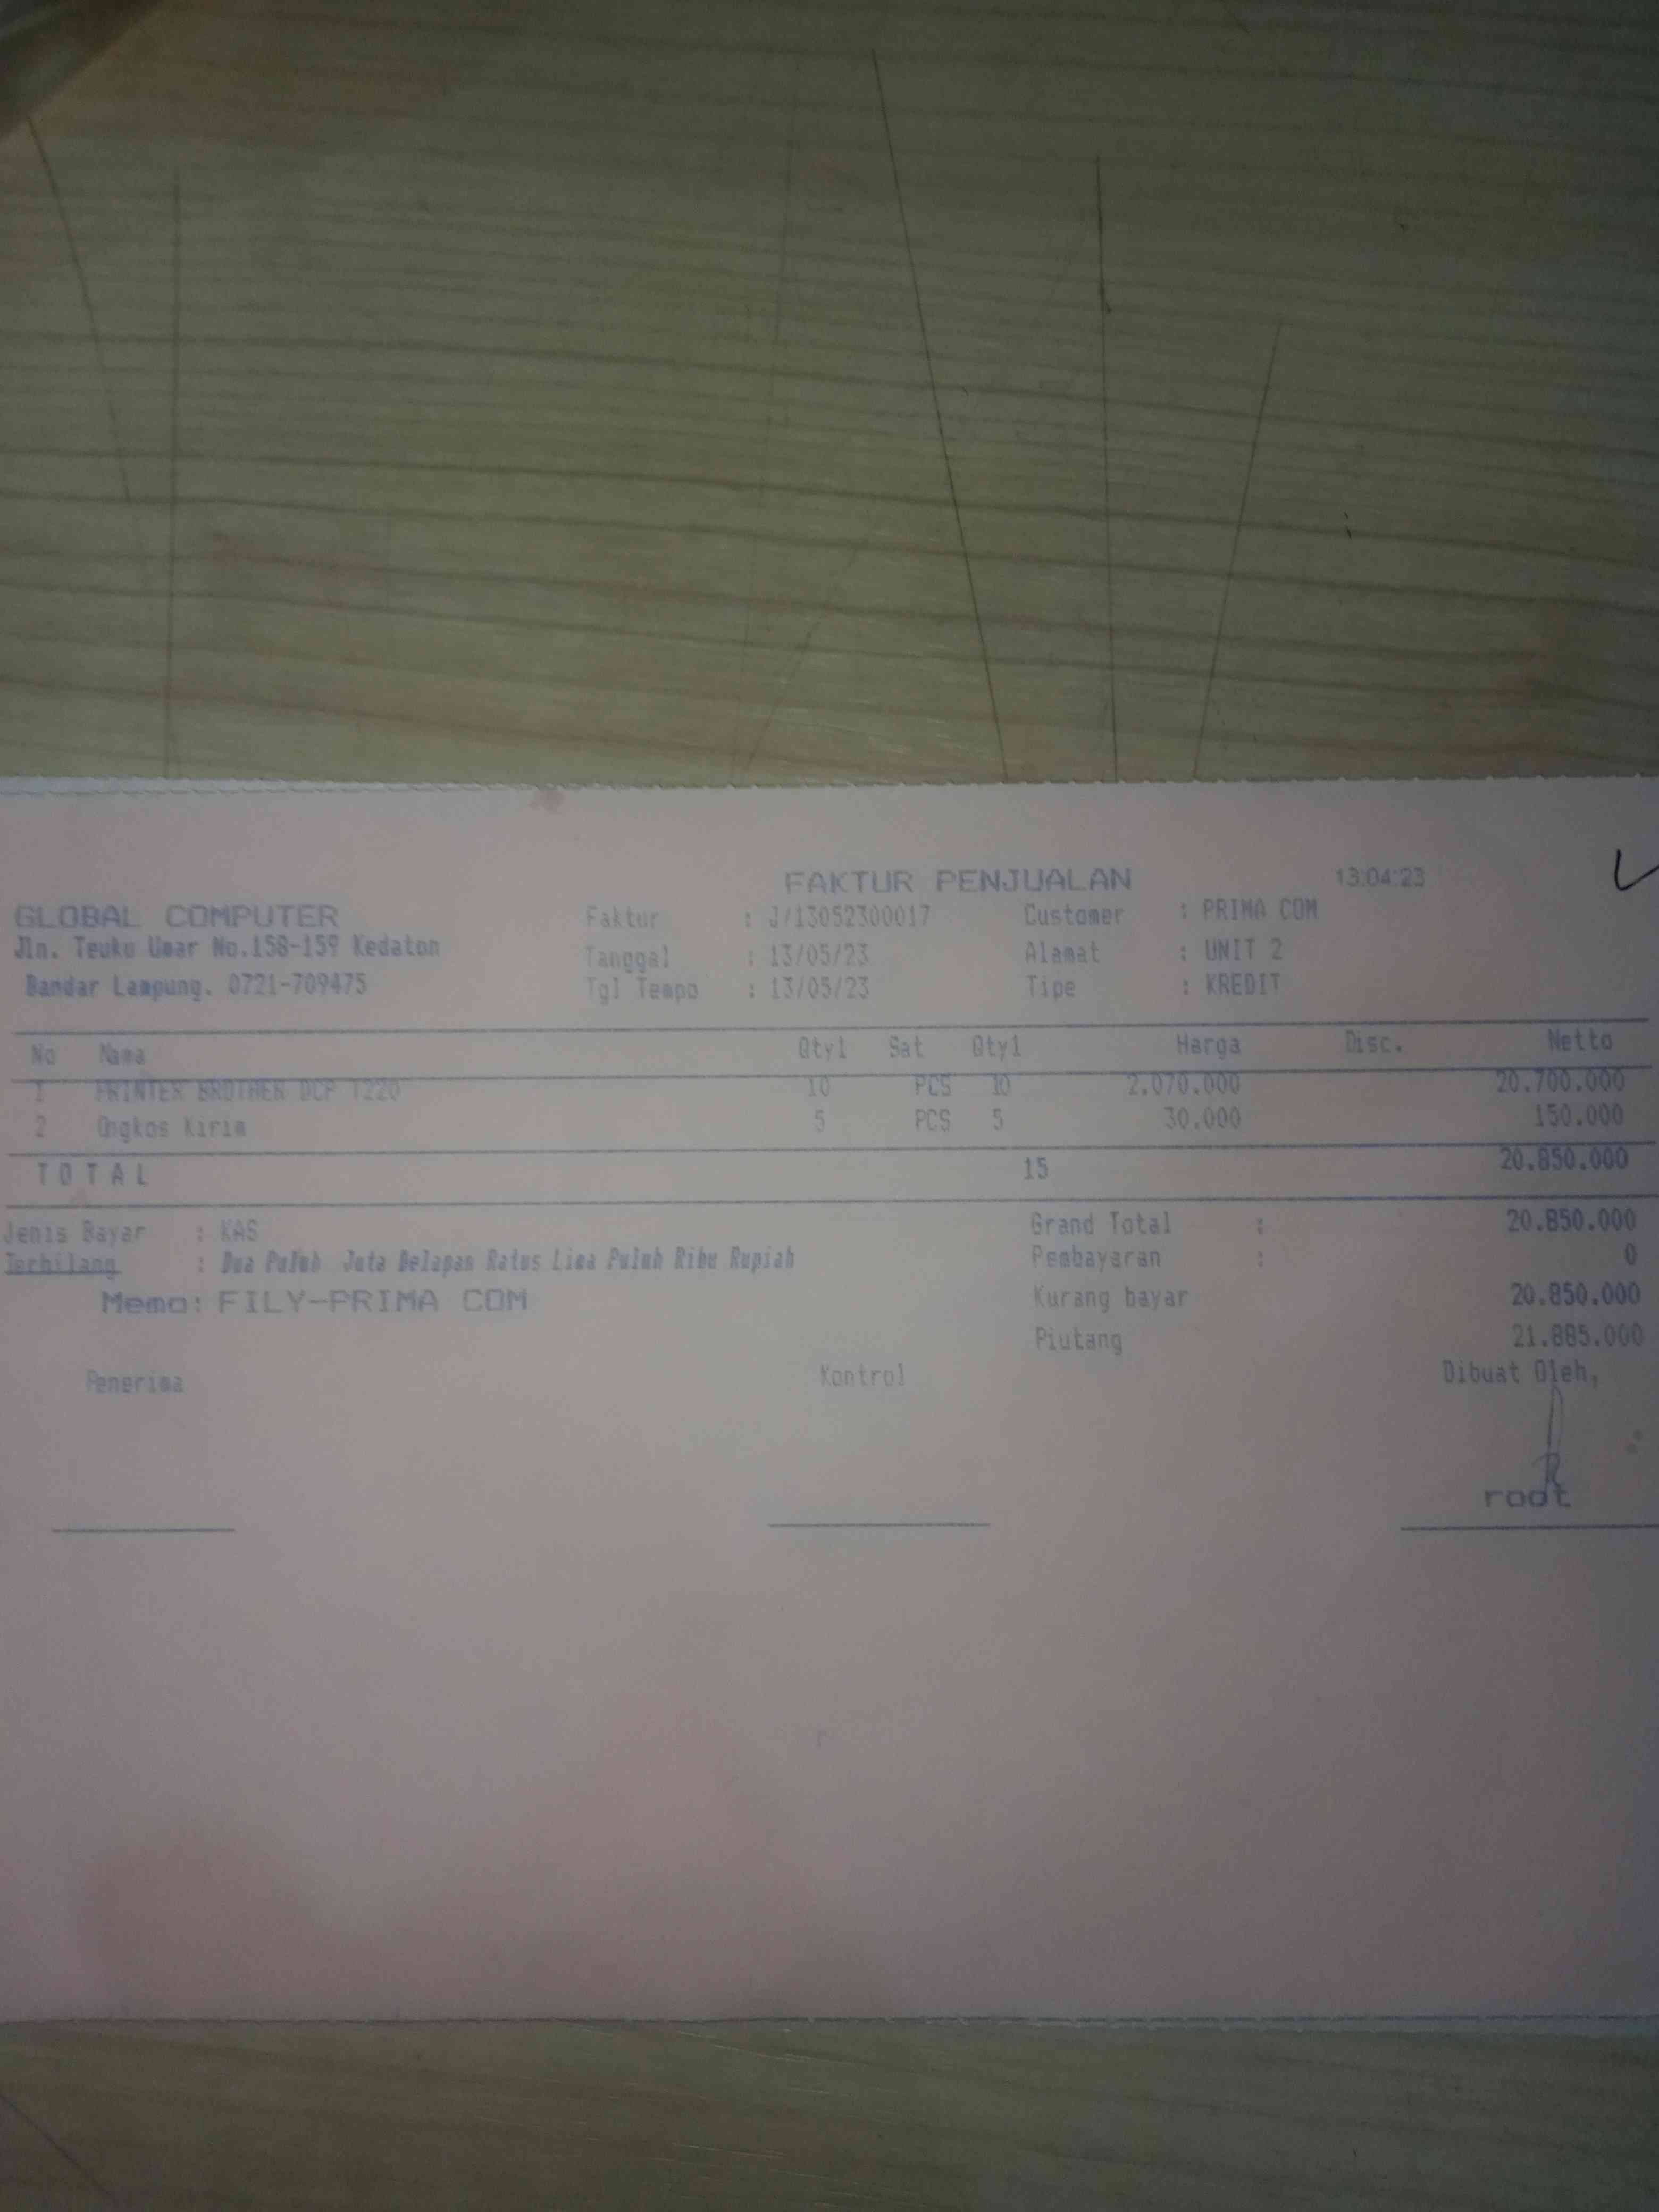 FAKTUR PENJUALAN 13:04:23
GLOBAL COMPUTER Faktur : J/13052300017 Customer : PRIMA COM
Jln. Teuku Umar No.158-159 Kedaton Tanggal : 13/05/23 Alamat : UNIT 2
Bandar Lampung. 0721-709475 Tgl Tempo : 13/05/23 Tipe : KREDIT
No Nama Qty1 Sat Qty1 Harga Disc. Netto
1 PRINTER BROTHER DCP T220 10 PCS 10 2.070.000 20.700.000
2 Ongkos Kirim 5 PCS 5 30.000 150.000
T O T A L 15 20.850.000
Jenis Bayar : KAS Grand Total : 20.850.000
Terbilang : Dua Puluh Juta Delapan Ratus Lima Puluh Ribu Rupiah Pembayaran : 0
Memo: FILY-PRIMA COM Kurang bayar 20.850.000
Piutang 21.885.000
Penerima Kontrol Dibuat Oleh,
root